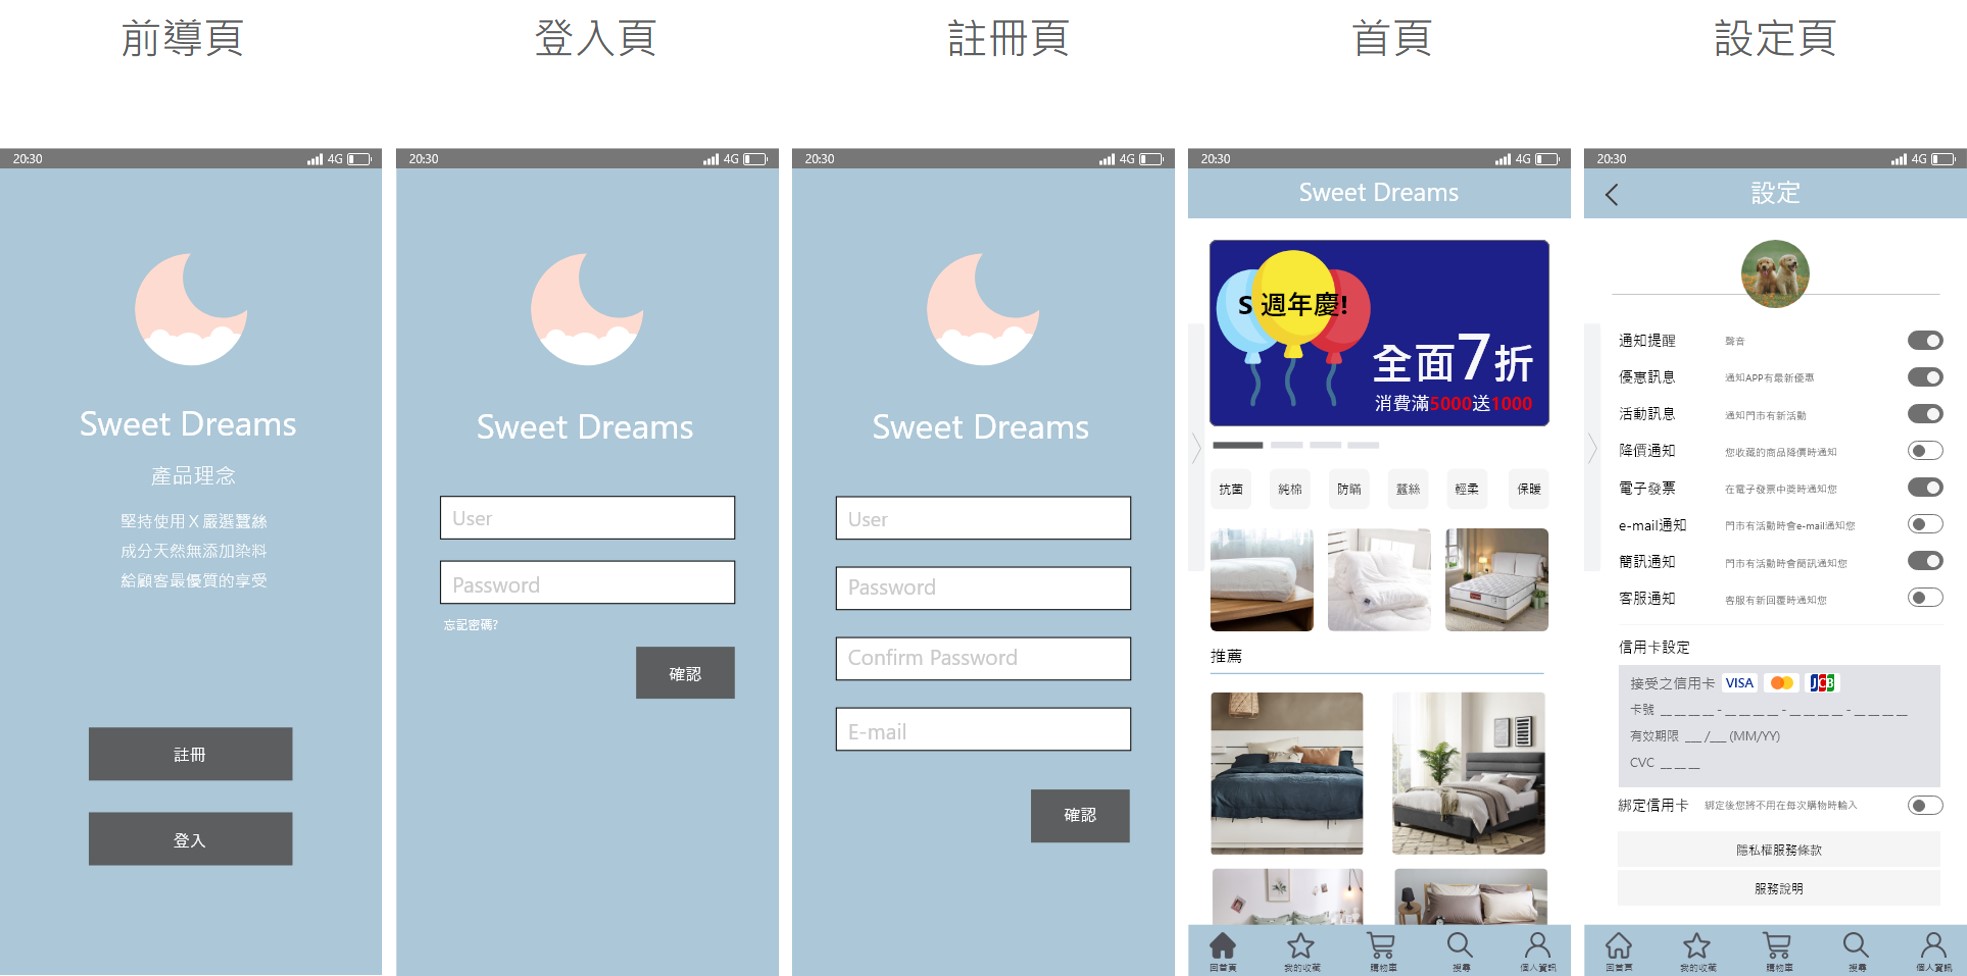 前導頁
登入頁
註冊頁
首頁
設定頁
20:30 4G
Sweet Dreams
產品理念
堅持使用X嚴選蠶絲
成分天然無添加染料
給顧客最優質的享受
註冊
登入
20:30 4G
Sweet Dreams
User
Password
忘記密碼?
確認
20:30 4G
Sweet Dreams
User
Password
Confirm Password
E-mail
確認
20:30 4G
Sweet Dreams
S 週年慶!
全面7折
消費滿5000送1000
抗菌 純棉 防蹣 蠶絲 輕柔 保暖
推薦
回首頁 我的收藏 購物車 搜尋 個人資訊
20:30 4G
設定
通知提醒 聲音
優惠訊息 通知APP有最新優惠
活動訊息 通知門市有新活動
降價通知 您收藏的商品降價時通知
電子發票 在電子發票中獎時通知您
e-mail通知 門市有活動時會e-mail通知您
簡訊通知 門市有活動時會簡訊通知您
客服通知 客服有新回覆時通知您
信用卡設定
接受之信用卡 VISA JCB
卡號 _ _ _ _ - _ _ _ _ - _ _ _ _ - _ _ _ _
有效期限 __ /__ (MM/YY)
CVC _ _ _
綁定信用卡 綁定後您將不用在每次購物時輸入
隱私權服務條款
服務說明
回首頁 我的收藏 購物車 搜尋 個人資訊